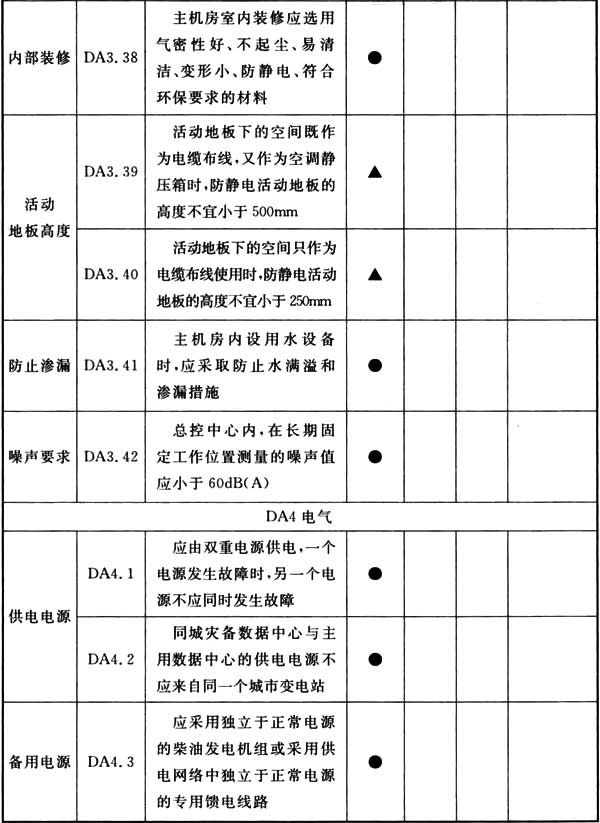 内部装修
DA3.38
主机房室内装修应选用
气密性好、不起尘、易清
洁、变形小、防静电、符合
环保要求的材料
●
活动
地板高度
DA3.39
活动地板下的空间既作
为电缆布线,又作为空调静
压箱时,防静电活动地板的
高度不宜小于500mm
▲
DA3.40
活动地板下的空间只作为
电缆布线使用时,防静电活动
地板的高度不宜小于250mm
▲
防止渗漏
DA3.41
主机房内设用水设备
时,应采取防止水满溢和
渗漏措施
●
噪声要求
DA3.42
总控中心内,在长期固
定工作位置测量的噪声值
应小于60dB(A)
●
DA4 电气
供电电源
DA4.1
应由双重电源供电,一个
电源发生故障时,另一个电
源不应同时发生故障
●
DA4.2
同城灾备数据中心与主
用数据中心的供电电源不
应来自同一个城市变电站
●
备用电源
DA4.3
应采用独立于正常电源
的柴油发电机组或采用供
电网络中独立于正常电源
的专用馈电线路
●